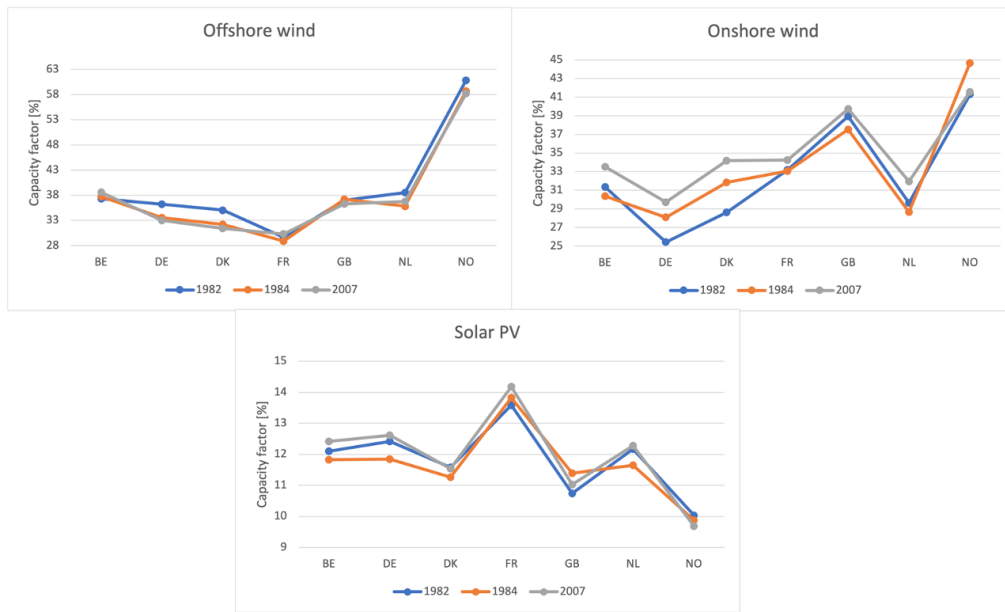 Offshore wind
Capacity factor [%]
63
58
53
48
43
38
33
28
BE DE DK FR GB NL NO
1982 1984 2007
Onshore wind
Capacity factor [%]
45
43
41
39
37
35
33
31
29
27
25
BE DE DK FR GB NL NO
1982 1984 2007
Solar PV
Capacity factor [%]
15
14
13
12
11
10
9
BE DE DK FR GB NL NO
1982 1984 2007